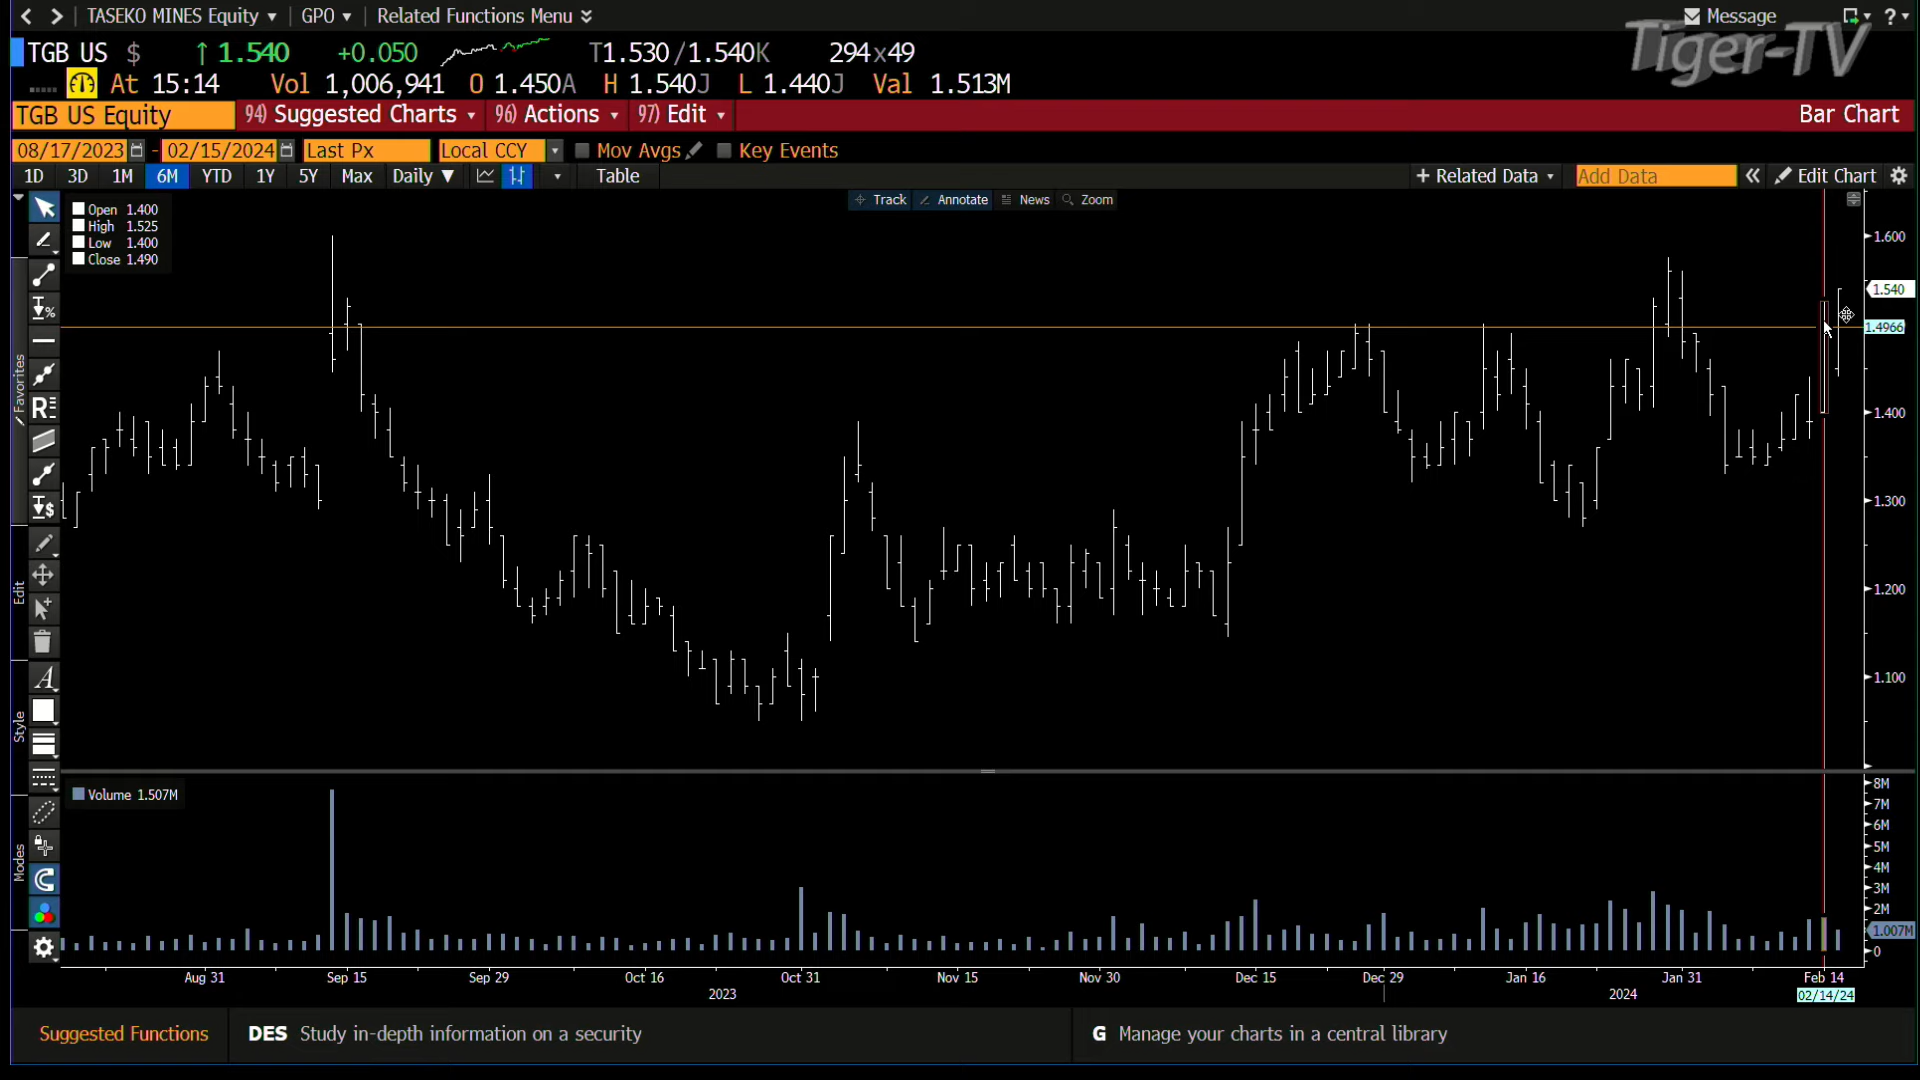 TASEKO MINES Equity GPO Related Functions Menu Message ?
Tiger-TV
TGB US $ ↑ 1.540 +0.050 T1.530 / 1.540K 294 x 49
At 15:14 Vol 1,006,941 O 1.450A H 1.540J L 1.440J Val 1.513M
TGB US Equity 94) Suggested Charts 96) Actions 97) Edit Bar Chart
08/17/2023 - 02/15/2024 Last Px Local CCY Mov Avgs Key Events
1D 3D 1M 6M YTD 1Y 5Y Max Daily ▼ Table + Related Data Add Data « Edit Chart
Track Annotate News Zoom
Open 1.400
High 1.525
Low 1.400
Close 1.490
1.600
1.540
1.4966
1.400
1.300
1.200
1.100
Favorites
Edit
Style
Modes
R
A
Volume 1.507M
8M
7M
6M
5M
4M
3M
2M
1.007M
0
Aug 31 Sep 15 Sep 29 Oct 16 Oct 31 Nov 15 Nov 30 Dec 15 Dec 29 Jan 16 Jan 31 Feb 14
2023 2024 02/14/24
Suggested Functions DES Study in-depth information on a security G Manage your charts in a central library